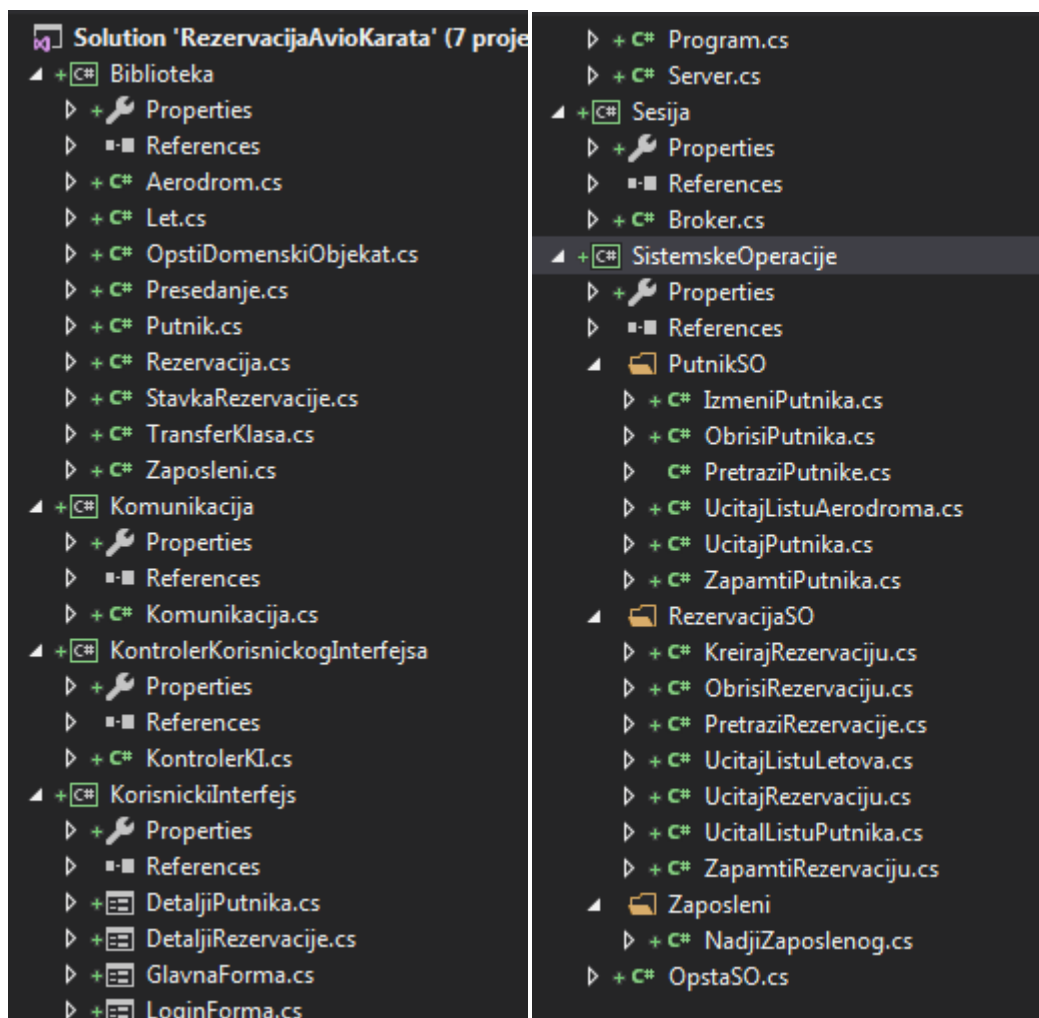 Solution 'RezervacijaAvioKarata' (7 proje
Biblioteka
Properties
References
Aerodrom.cs
Let.cs
OpstiDomenskiObjekat.cs
Presedanje.cs
Putnik.cs
Rezervacija.cs
StavkaRezervacije.cs
TransferKlasa.cs
Zaposleni.cs
Komunikacija
Properties
References
Komunikacija.cs
KontrolerKorisnickogInterfejsa
Properties
References
KontrolerKI.cs
KorisnickiInterfejs
Properties
References
DetaljiPutnika.cs
DetaljiRezervacije.cs
GlavnaForma.cs
LoginForma.cs
Program.cs
Server.cs
Sesija
Properties
References
Broker.cs
SistemskeOperacije
Properties
References
PutnikSO
IzmeniPutnika.cs
ObrisiPutnika.cs
PretraziPutnike.cs
UcitajListuAerodroma.cs
UcitajPutnika.cs
ZapamtiPutnika.cs
RezervacijaSO
KreirajRezervaciju.cs
ObrisiRezervaciju.cs
PretraziRezervacije.cs
UcitajListuLetova.cs
UcitajRezervaciju.cs
UcitalListuPutnika.cs
ZapamtiRezervaciju.cs
Zaposleni
NadjiZaposlenog.cs
OpstaSO.cs